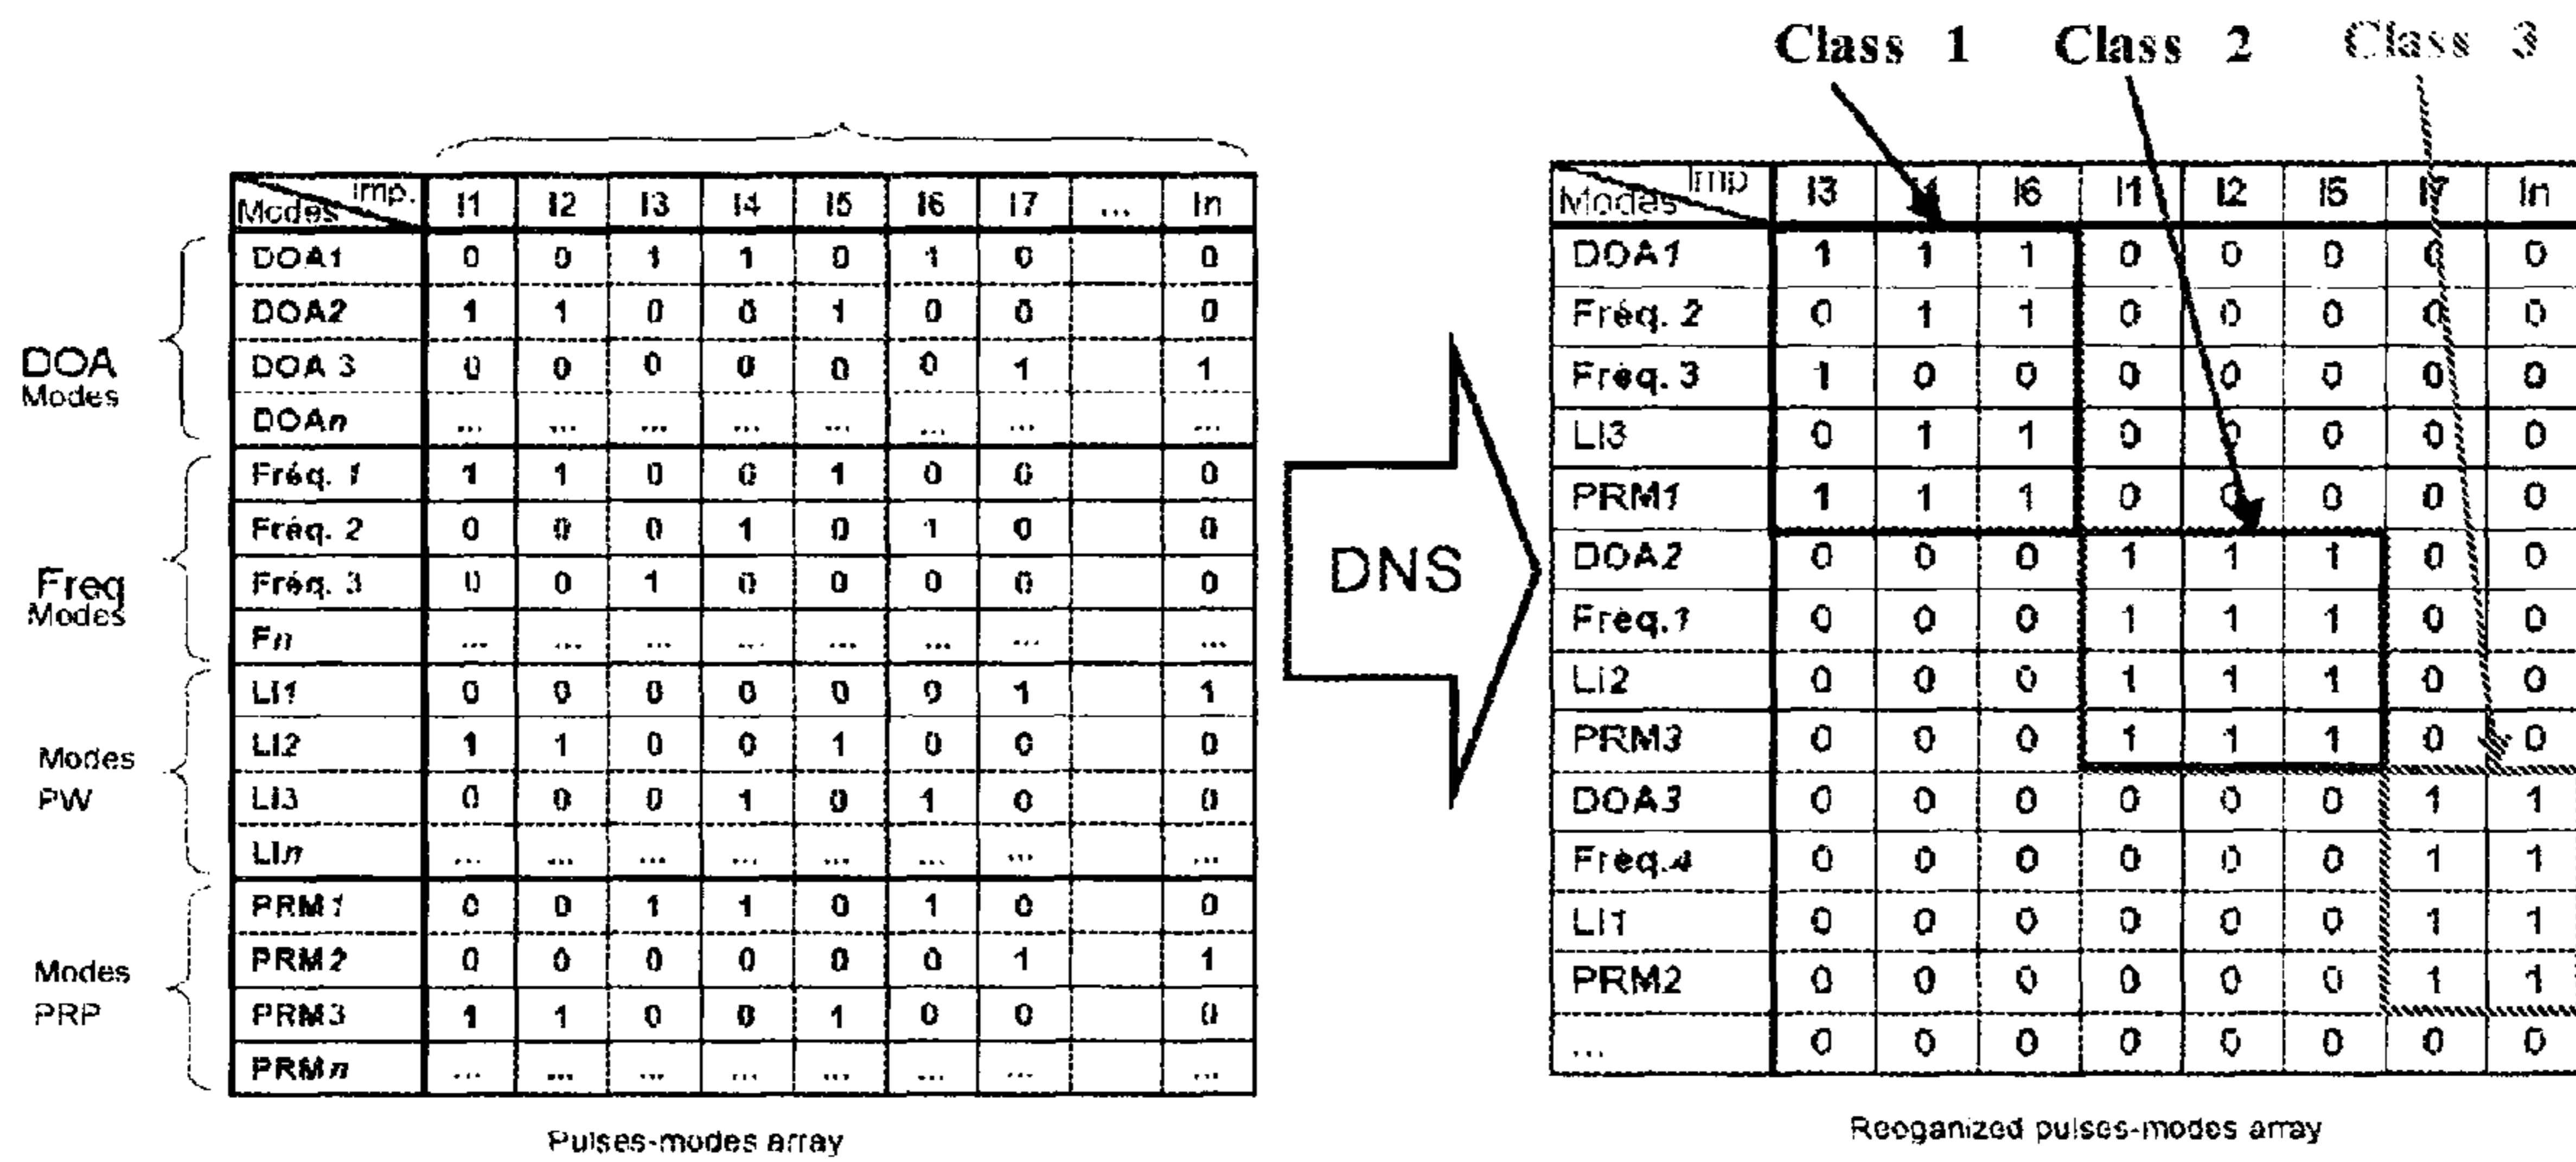 Class 1 Class 2 Class 3
Modes Imp. I1 I2 I3 I4 I5 I6 I7 ... In
DOA1 0 0 1 1 0 1 0 0
DOA2 1 1 0 0 1 0 0 0
DOA 3 0 0 0 0 0 0 1 1
DOAn ... ... ... ... ... ... ... ...
Fréq. 1 1 1 0 0 1 0 0 0
Fréq. 2 0 0 0 1 0 1 0 0
Fréq. 3 0 0 1 0 0 0 0 0
Fn ... ... ... ... ... ... ... ...
LI1 0 0 0 0 0 0 1 1
LI2 1 1 0 0 1 0 0 0
LI3 0 0 0 1 0 1 0 0
LIn ... ... ... ... ... ... ... ...
PRM1 0 0 1 1 0 1 0 0
PRM2 0 0 0 0 0 0 1 1
PRM3 1 1 0 0 1 0 0 0
PRMn ... ... ... ... ... ... ... ...
DOA
Modes
Freq
Modes
Modes
PW
Modes
PRP
Pulses-modes array
DNS
Modes Imp I3 I6 I1 I2 I5 I7 In
DOA1 1 1 1 0 0 0 0 0
Fréq. 2 0 1 1 0 0 0 0 0
Fréq. 3 1 0 0 0 0 0 0 0
LI3 0 1 1 0 0 0 0 0
PRM1 1 1 1 0 0 0 0 0
DOA2 0 0 0 1 1 1 0 0
Fréq.1 0 0 0 1 1 1 0 0
LI2 0 0 0 1 1 1 0 0
PRM3 0 0 0 1 1 1 0 0
DOA3 0 0 0 0 0 0 1 1
Fréq.4 0 0 0 0 0 0 1 1
LI1 0 0 0 0 0 0 1 1
PRM2 0 0 0 0 0 0 1 1
... 0 0 0 0 0 0 0 0
Reoganized pulses-modes array